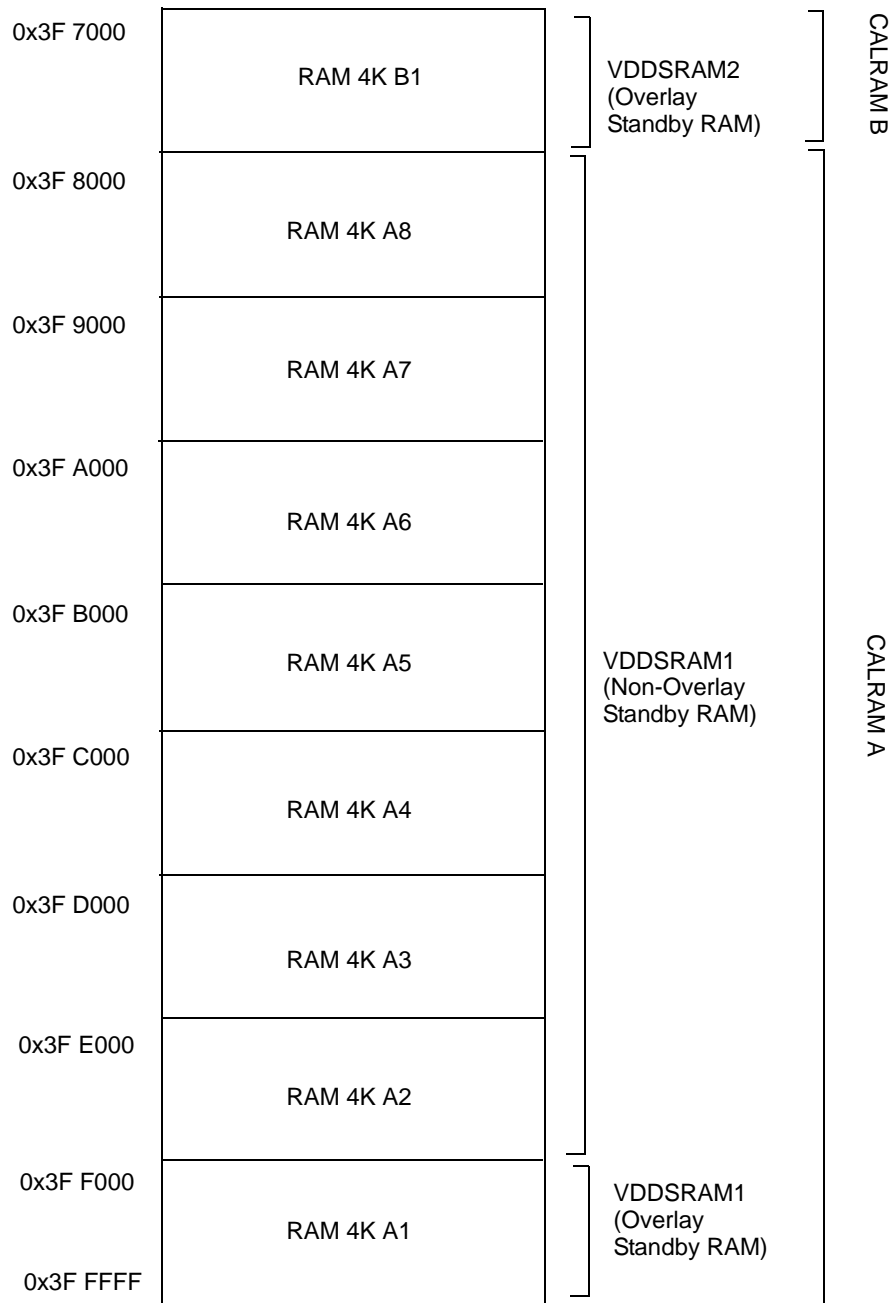 0x3F 7000
RAM 4K B1
VDDSRAM2
(Overlay
Standby RAM)
CALRAM B
0x3F 8000
RAM 4K A8
0x3F 9000
RAM 4K A7
0x3F A000
RAM 4K A6
0x3F B000
RAM 4K A5
VDDSRAM1
(Non-Overlay
Standby RAM)
CALRAM A
0x3F C000
RAM 4K A4
0x3F D000
RAM 4K A3
0x3F E000
RAM 4K A2
0x3F F000
RAM 4K A1
VDDSRAM1
(Overlay
Standby RAM)
0x3F FFFF